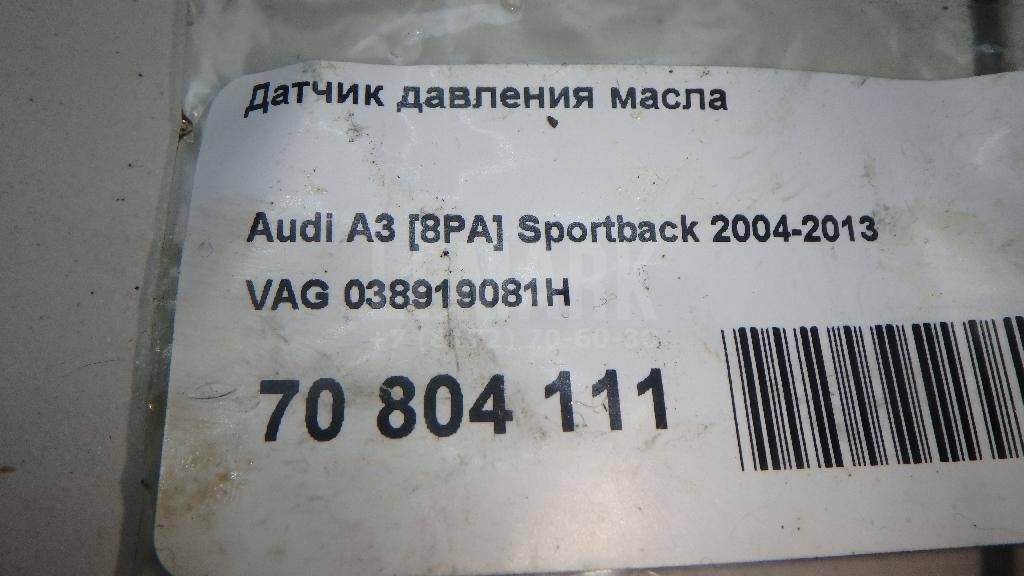 Датчик давления масла
Audi A3 [8PA] Sportback 2004-2013
VAG 038919081H
70 804 111